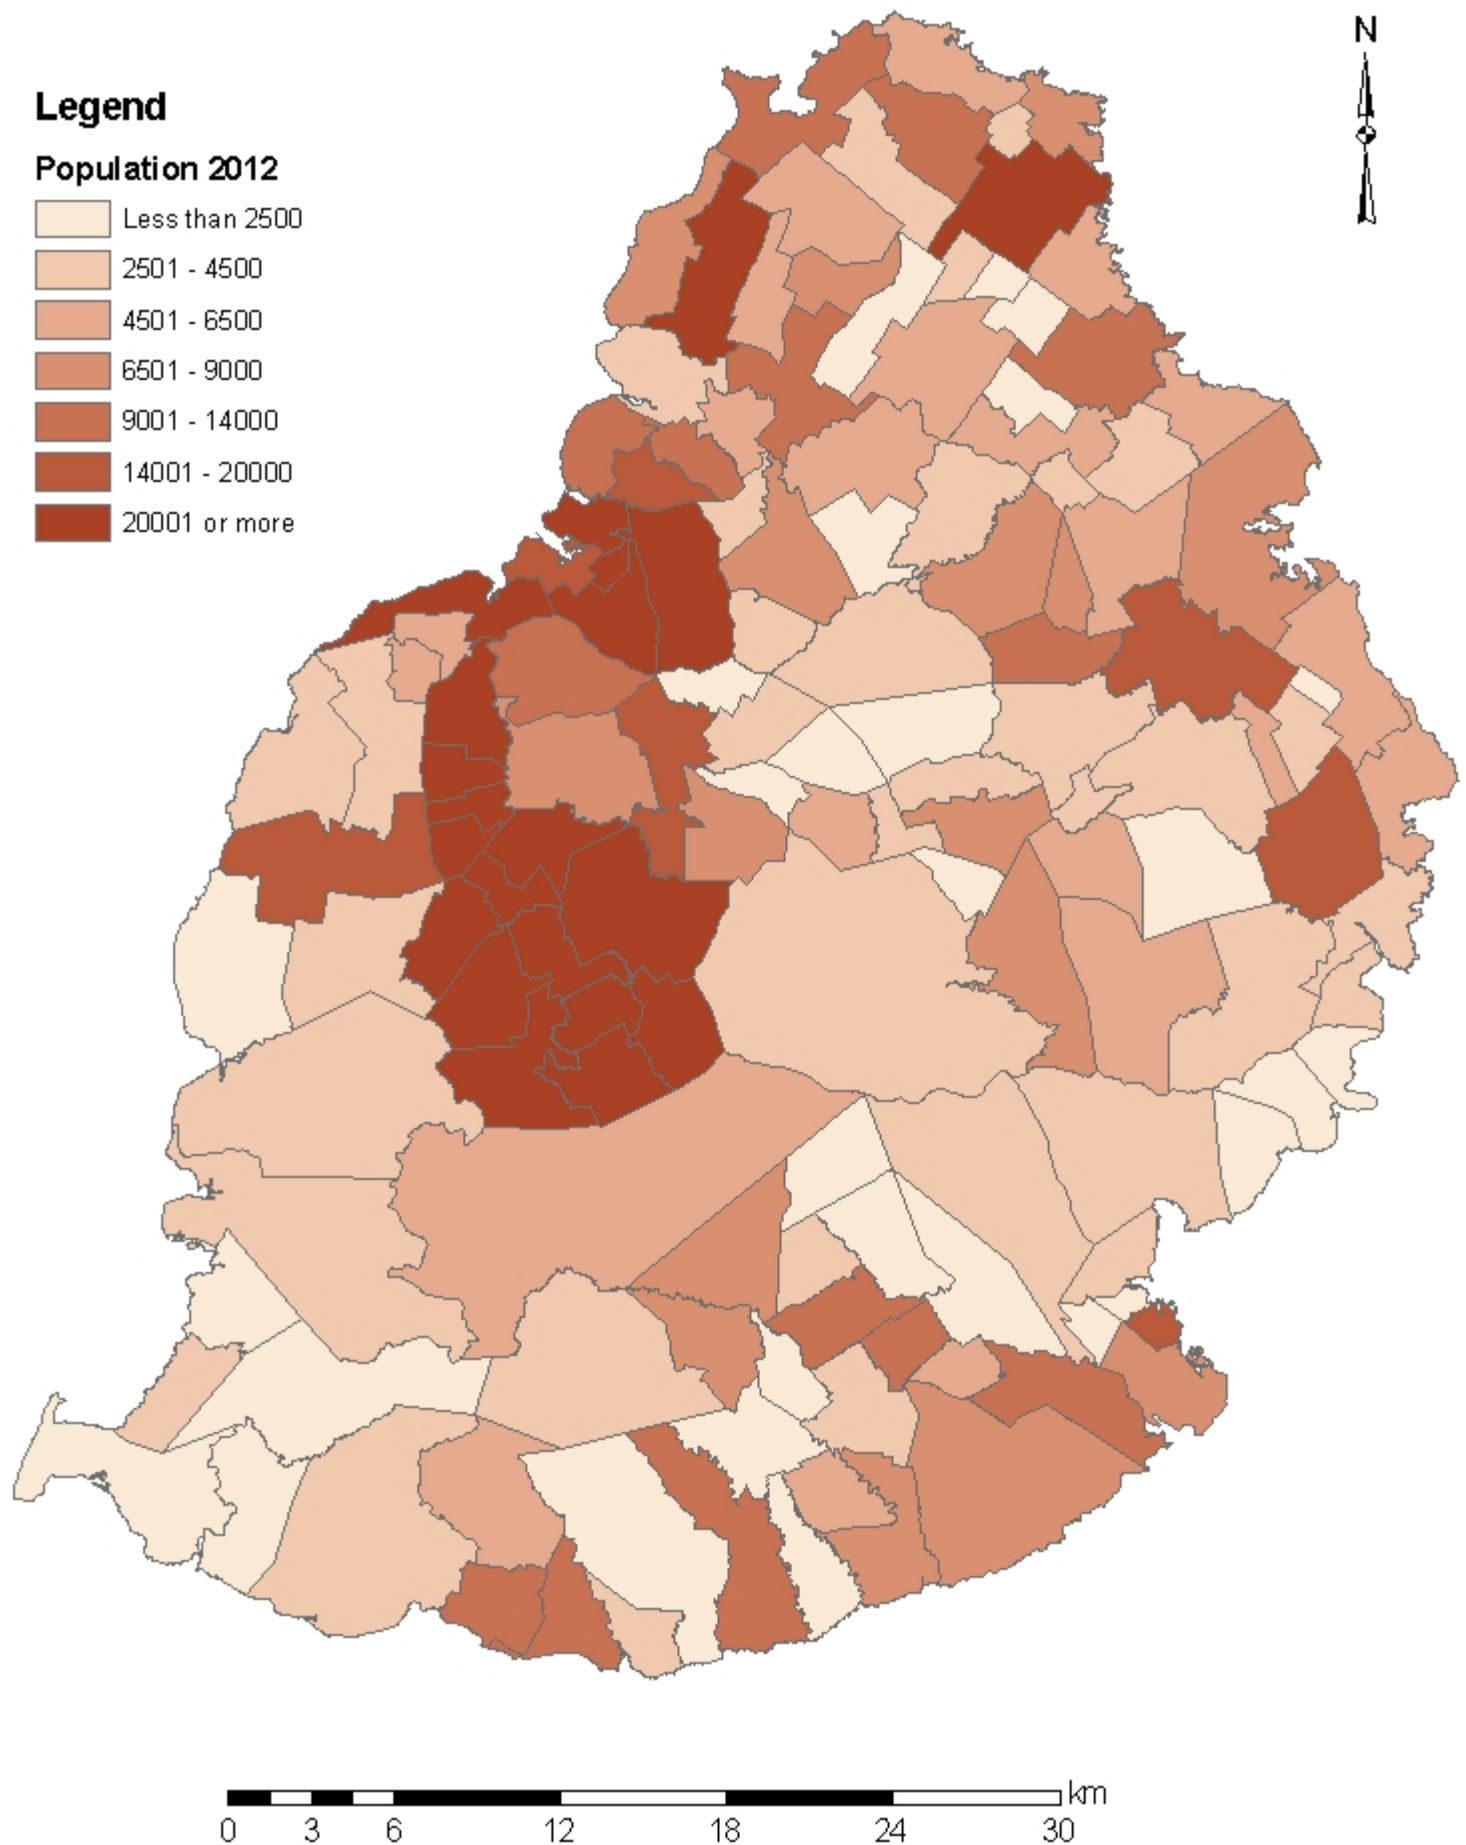 N
Legend
Population 2012
Less than 2500
2501 - 4500
4501 - 6500
6501 - 9000
9001 - 14000
14001 - 20000
20001 or more
km
0 3 6 12 18 24 30